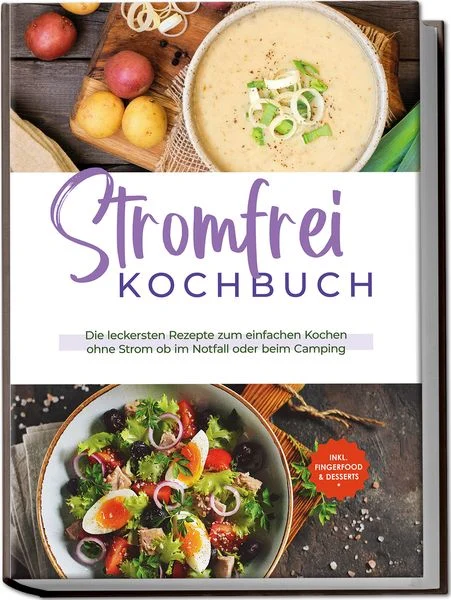 Stromfrei
KOCHBUCH
Die leckersten Rezepte zum einfachen Kochen
ohne Strom ob im Notfall oder beim Camping
INKL.
FINGERFOOD
& DESSERTS
*